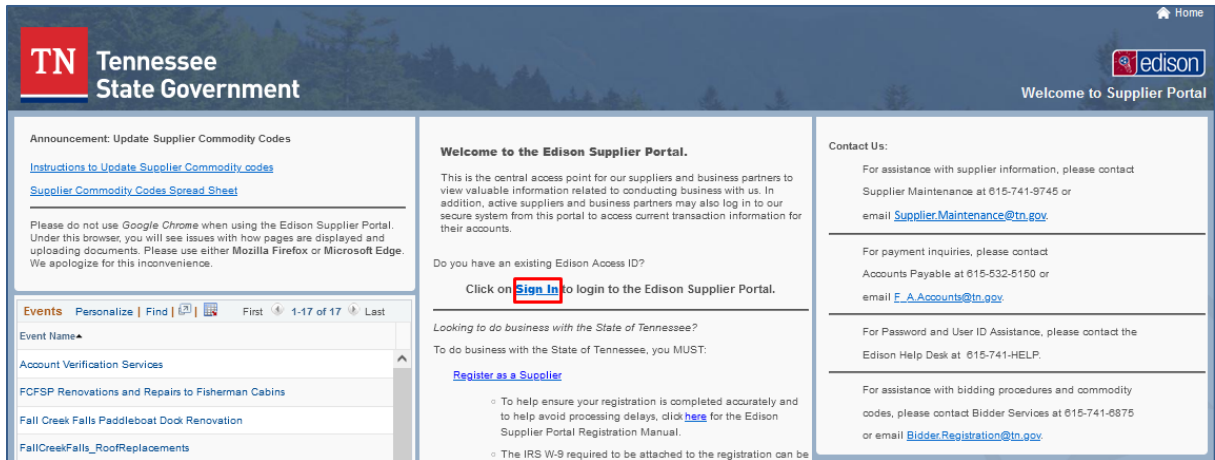 Home
TN Tennessee
State Government
edison
Welcome to Supplier Portal
Announcement: Update Supplier Commodity Codes
Instructions to Update Supplier Commodity codes
Supplier Commodity Codes Spread Sheet
Please do not use Google Chrome when using the Edison Supplier Portal.
Under this browser, you will see issues with how pages are displayed and
uploading documents. Please use either Mozilla Firefox or Microsoft Edge.
We apologize for this inconvenience.
Events Personalize | Find | First 1-17 of 17 Last
Event Name
Account Verification Services
FCFSP Renovations and Repairs to Fisherman Cabins
Fall Creek Falls Paddleboat Dock Renovation
FallCreekFalls_RoofReplacements
Welcome to the Edison Supplier Portal.
This is the central access point for our suppliers and business partners to
view valuable information related to conducting business with us. In
addition, active suppliers and business partners may also log in to our
secure system from this portal to access current transaction information for
their accounts.
Do you have an existing Edison Access ID?
Click on Sign In to login to the Edison Supplier Portal.
Looking to do business with the State of Tennessee?
To do business with the State of Tennessee, you MUST:
Register as a Supplier
To help ensure your registration is completed accurately and
to help avoid processing delays, click here for the Edison
Supplier Portal Registration Manual.
The IRS W-9 required to be attached to the registration can be
Contact Us:
For assistance with supplier information, please contact
Supplier Maintenance at 615-741-9745 or
email Supplier.Maintenance@tn.gov.
For payment inquiries, please contact
Accounts Payable at 615-532-5150 or
email F_A.Accounts@tn.gov.
For Password and User ID Assistance, please contact the
Edison Help Desk at 615-741-HELP.
For assistance with bidding procedures and commodity
codes, please contact Bidder Services at 615-741-6875
or email Bidder.Registration@tn.gov.